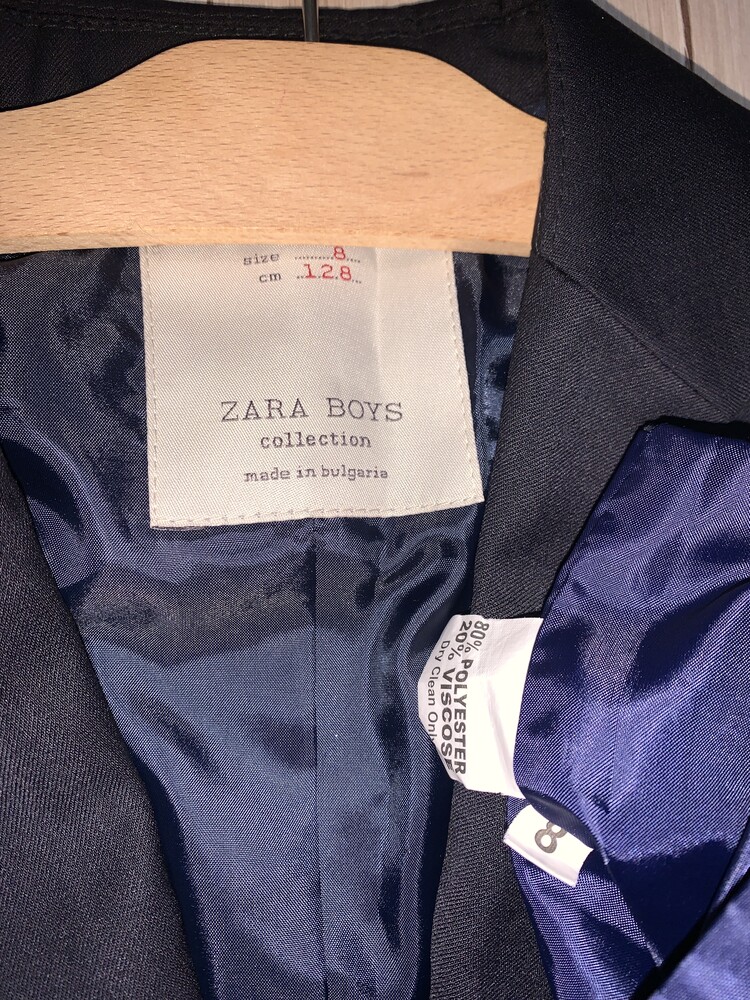 size ........... 8....
cm ...128..
ZARA BOYS
collection
made in bulgaria
80% POLYESTER
20% VISCOSE
Dry Clean Only
8